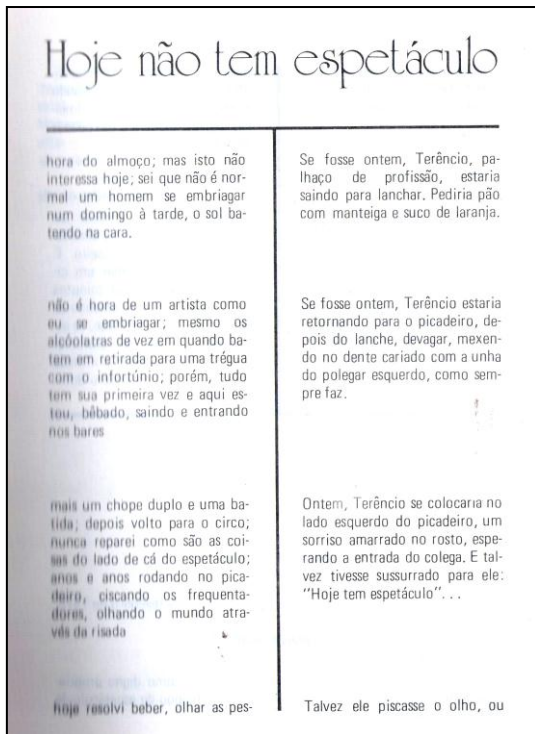 Hoje não tem espetáculo
hora do almoço; mas isto não
interessa hoje; sei que não é nor-
mal um homem se embriagar
num domingo à tarde, o sol ba-
tendo na cara.
não é hora de um artista como
eu se embriagar; mesmo os
alcóolatras de vez em quando ba-
tem em retirada para uma trégua
com o infortúnio; porém, tudo
tem sua primeira vez e aqui es-
tou, bêbado, saindo e entrando
nos bares
mais um chope duplo e uma ba-
tida; depois volto para o circo;
nunca reparei como são as coi-
sas do lado de cá do espetáculo;
anos e anos rodando no pica-
deiro, ciscando os frequenta-
dores, olhando o mundo atra-
vés da risada
hoje resolvi beber, olhar as pes-
Se fosse ontem, Terêncio, pa-
lhaço de profissão, estaria
saindo para lanchar. Pediria pão
com manteiga e suco de laranja.
Se fosse ontem, Terêncio estaria
retornando para o picadeiro, de-
pois do lanche, devagar, mexen-
do no dente cariado com a unha
do polegar esquerdo, como sem-
pre faz.
Ontem, Terêncio se colocaria no
lado esquerdo do picadeiro, um
sorriso amarrado no rosto, espe-
rando a entrada do colega. E tal-
vez tivesse sussurrado para ele:
"Hoje tem espetáculo". . .
Talvez ele piscasse o olho, ou